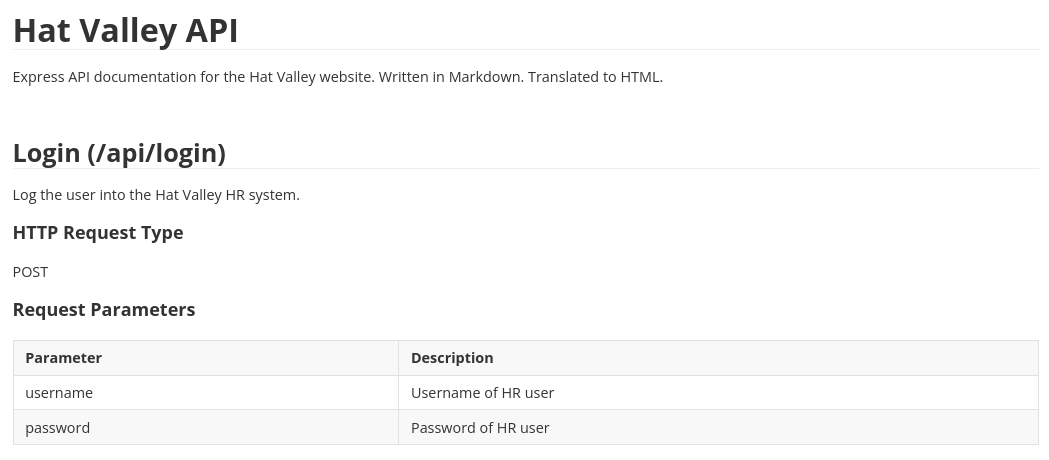 Hat Valley API
Express API documentation for the Hat Valley website. Written in Markdown. Translated to HTML.
Login (/api/login)
Log the user into the Hat Valley HR system.
HTTP Request Type
POST
Request Parameters
Parameter Description
username Username of HR user
password Password of HR user